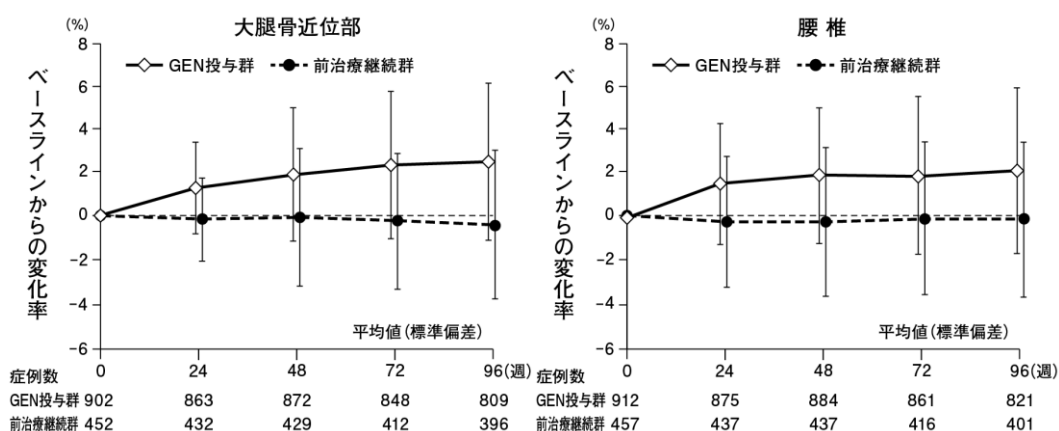 大腿骨近位部
(%)
8
6
4
2
0
-2
-4
-6
ベースラインからの変化率
GEN投与群 前治療継続群
平均値(標準偏差)
0 24 48 72 96(週)
症例数
GEN投与群 902 863 872 848 809
前治療継続群 452 432 429 412 396
腰椎
(%)
8
6
4
2
0
-2
-4
-6
ベースラインからの変化率
GEN投与群 前治療継続群
平均値(標準偏差)
0 24 48 72 96(週)
症例数
GEN投与群 912 875 884 861 821
前治療継続群 457 437 437 416 401